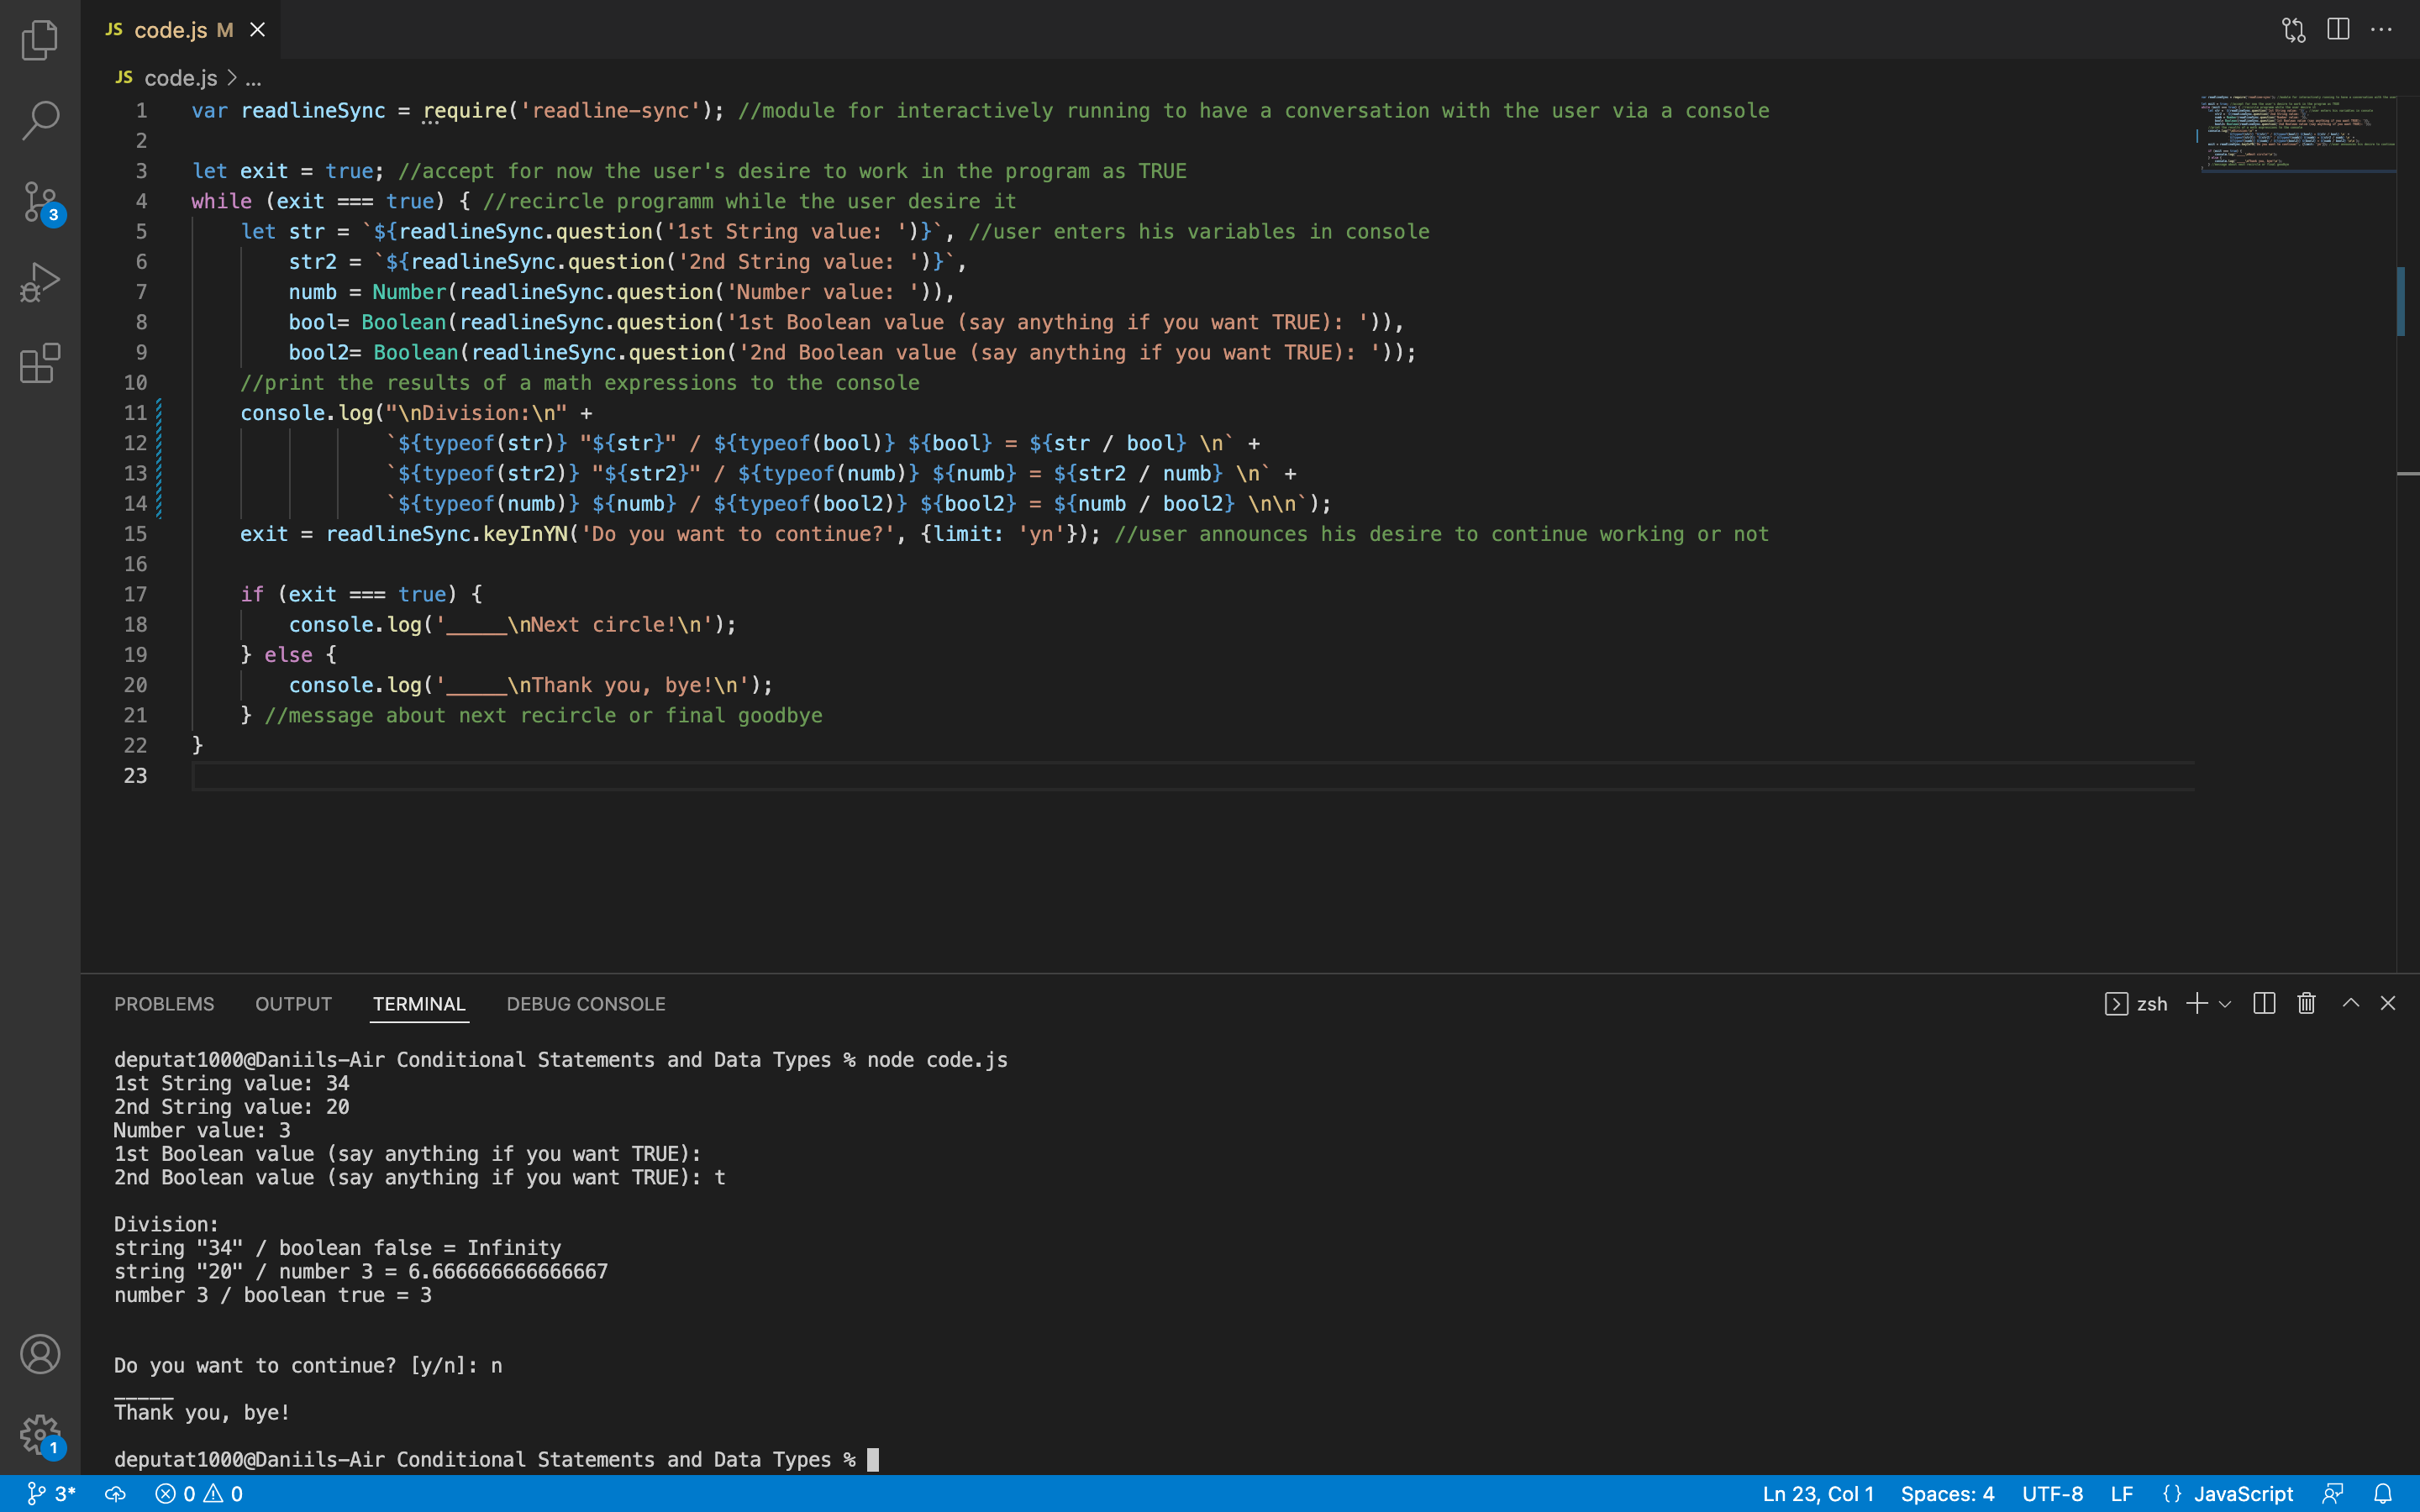 JS code.js M
JS code.js > ...
1 var readlineSync = require('readline-sync'); //module for interactively running to have a conversation with the user via a console
2
3 let exit = true; //accept for now the user's desire to work in the program as TRUE
4 while (exit === true) { //recircle programm while the user desire it
5     let str = `${readlineSync.question('1st String value: ')}`, //user enters his variables in console
6         str2 = `${readlineSync.question('2nd String value: ')}`,
7         numb = Number(readlineSync.question('Number value: ')),
8         bool= Boolean(readlineSync.question('1st Boolean value (say anything if you want TRUE): ')),
9         bool2= Boolean(readlineSync.question('2nd Boolean value (say anything if you want TRUE): '));
10     //print the results of a math expressions to the console
11     console.log("\nDivision:\n" +
12                 `${typeof(str)} "${str}" / ${typeof(bool)} ${bool} = ${str / bool} \n` +
13                 `${typeof(str2)} "${str2}" / ${typeof(numb)} ${numb} = ${str2 / numb} \n` +
14                 `${typeof(numb)} ${numb} / ${typeof(bool2)} ${bool2} = ${numb / bool2} \n\n`);
15     exit = readlineSync.keyInYN('Do you want to continue?', {limit: 'yn'}); //user announces his desire to continue working or not
16
17     if (exit === true) {
18         console.log('_____\nNext circle!\n');
19     } else {
20         console.log('_____\nThank you, bye!\n');
21     } //message about next recircle or final goodbye
22 }
23
3
PROBLEMS OUTPUT TERMINAL DEBUG CONSOLE zsh
deputat1000@Daniils-Air Conditional Statements and Data Types % node code.js
1st String value: 34
2nd String value: 20
Number value: 3
1st Boolean value (say anything if you want TRUE):
2nd Boolean value (say anything if you want TRUE): t

Division:
string "34" / boolean false = Infinity
string "20" / number 3 = 6.666666666666667
number 3 / boolean true = 3

Do you want to continue? [y/n]: n
_____
Thank you, bye!

deputat1000@Daniils-Air Conditional Statements and Data Types %
1
3* 0 0 Ln 23, Col 1 Spaces: 4 UTF-8 LF {} JavaScript